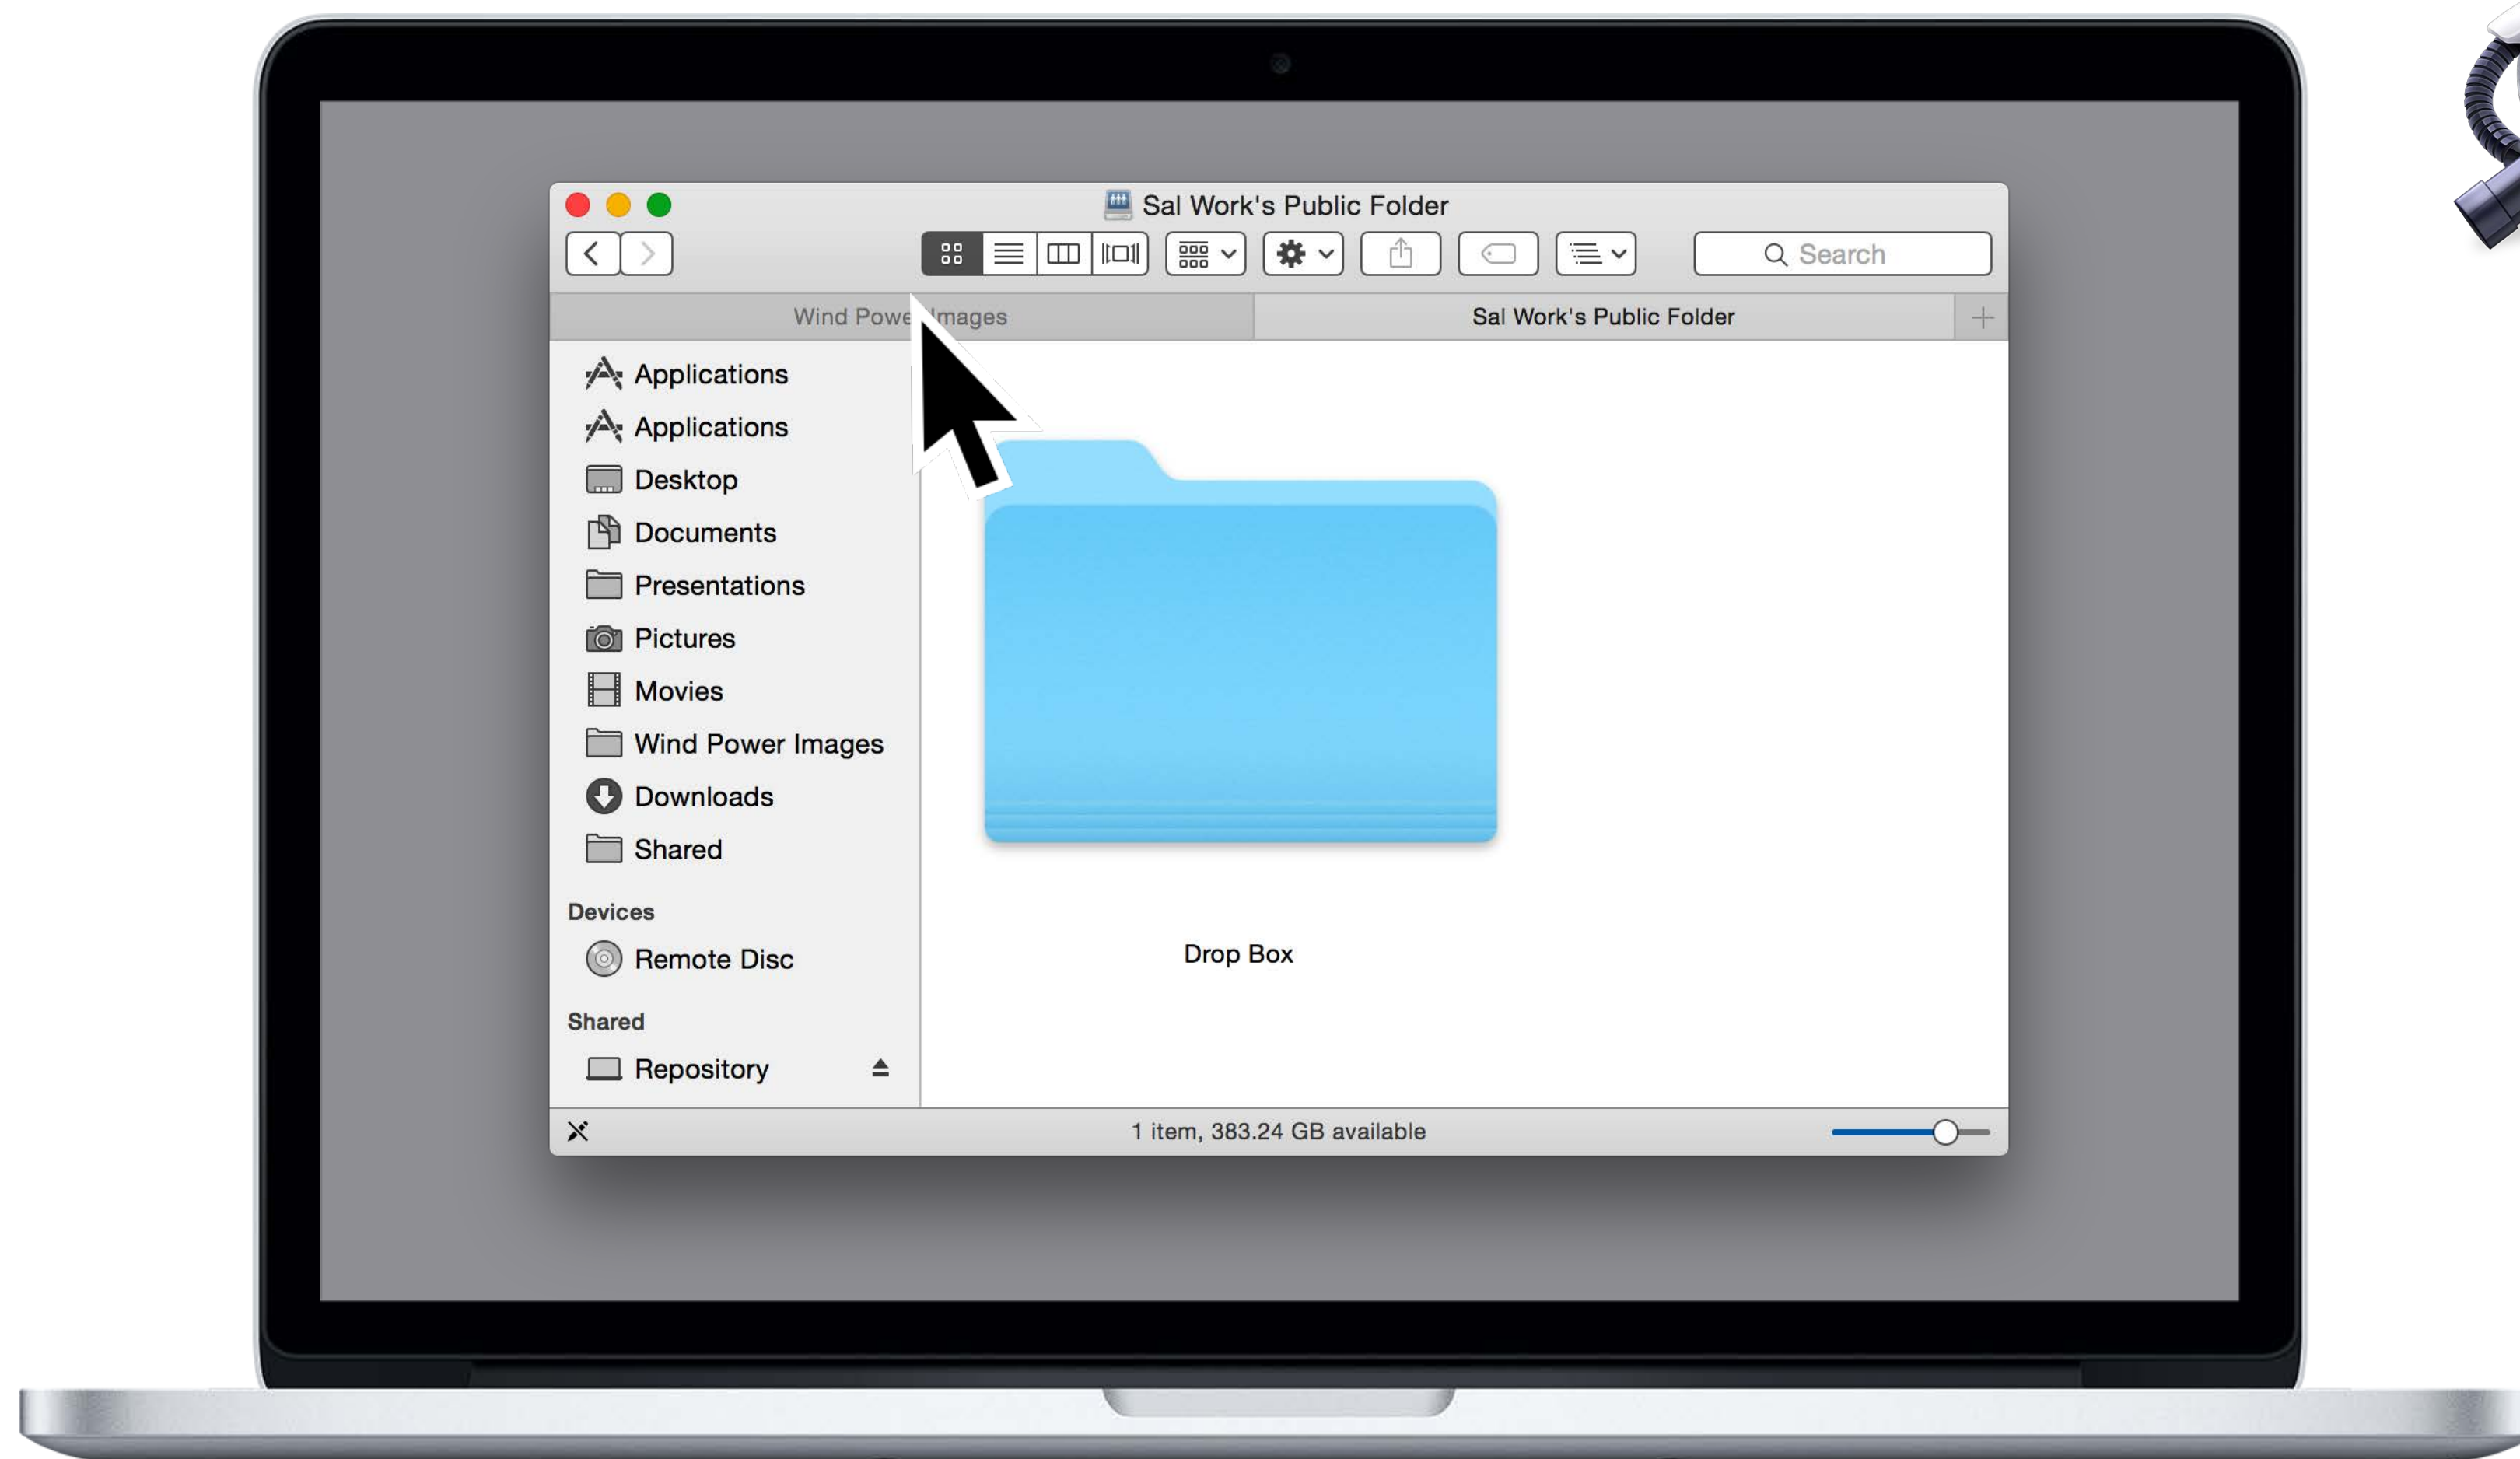 Sal Work's Public Folder
Search
Wind Power Images
Sal Work's Public Folder
Applications
Applications
Desktop
Documents
Presentations
Pictures
Movies
Wind Power Images
Downloads
Shared
Devices
Remote Disc
Shared
Repository
Drop Box
1 item, 383.24 GB available